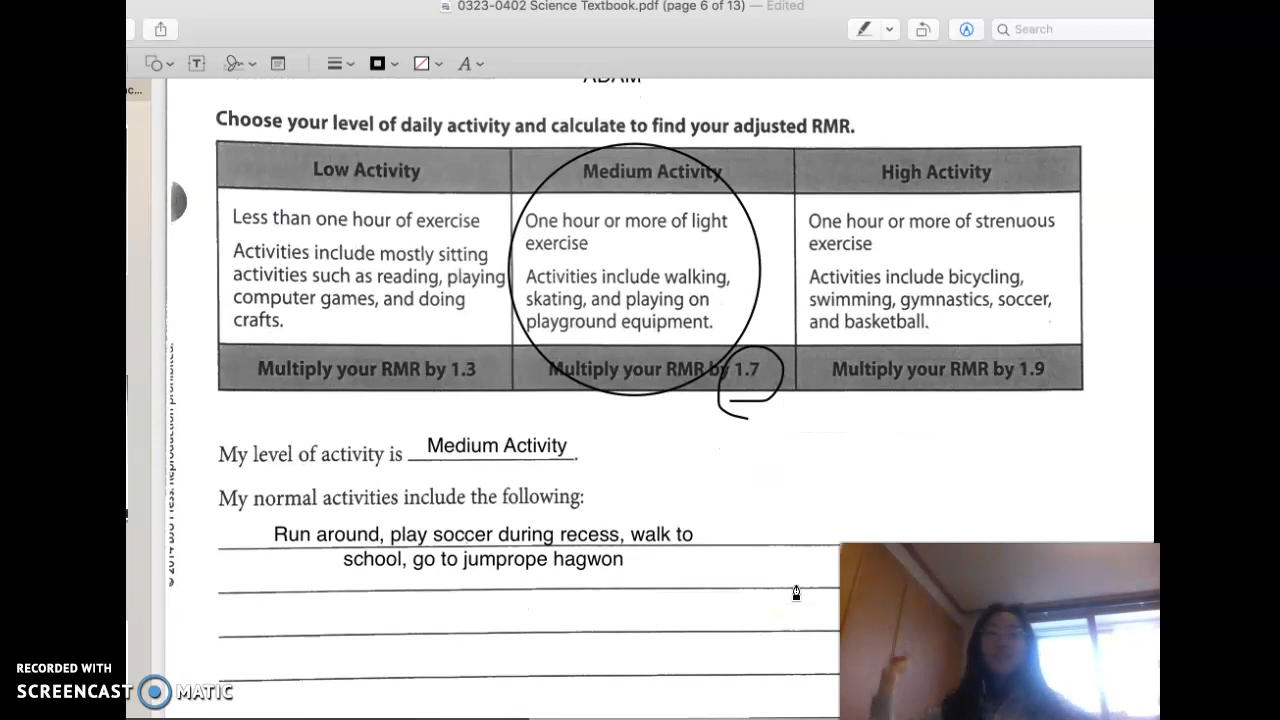 0323-0402 Science Textbook.pdf (page 6 of 13) — Edited
Search
T
A
c...
ADAM
Choose your level of daily activity and calculate to find your adjusted RMR.
Low Activity
Less than one hour of exercise
Activities include mostly sitting
activities such as reading, playing
computer games, and doing
crafts.
Multiply your RMR by 1.3
Medium Activity
One hour or more of light
exercise
Activities include walking,
skating, and playing on
playground equipment.
Multiply your RMR by 1.7
High Activity
One hour or more of strenuous
exercise
Activities include bicycling,
swimming, gymnastics, soccer,
and basketball.
Multiply your RMR by 1.9
My level of activity is Medium Activity.
My normal activities include the following:
Run around, play soccer during recess, walk to
school, go to jumprope hagwon
RECORDED WITH
SCREENCAST MATIC